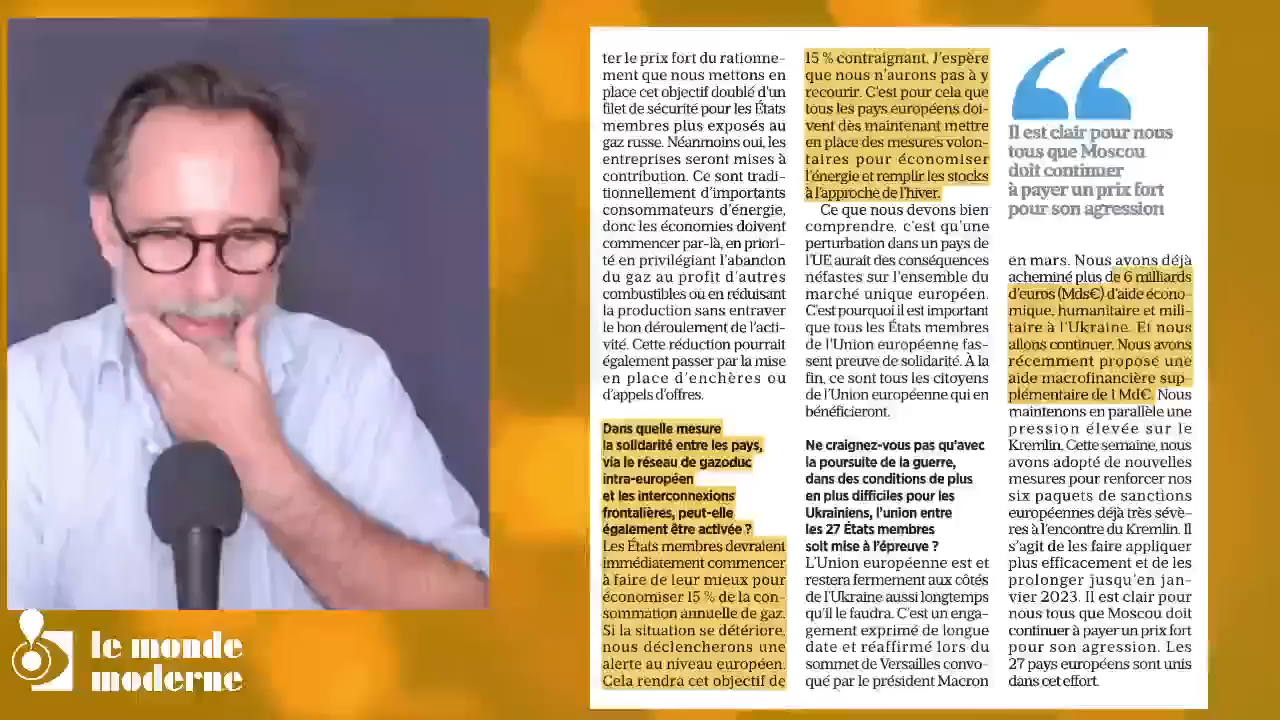 ter le prix fort du rationne-
ment que nous mettons en
place cet objectif doublé d'un
filet de sécurité pour les États
membres plus exposés au
gaz russe. Néanmoins oui, les
entreprises seront mises à
contribution. Ce sont tradi-
tionnellement d'importants
consommateurs d'énergie,
donc les économies doivent
commencer par-là, en priori-
té en privilégiant l'abandon
du gaz au profit d'autres
combustibles ou en réduisant
la production sans entraver
le bon déroulement de l'acti-
vité. Cette réduction pourrait
également passer par la mise
en place d'enchères ou
d'appels d'offres.
Dans quelle mesure
la solidarité entre les pays,
via le réseau de gazoduc
intra-européen
et les interconnexions
frontalières, peut-elle
également être activée ?
Les États membres devraient
immédiatement commencer
à faire de leur mieux pour
économiser 15 % de la con-
sommation annuelle de gaz.
Si la situation se détériore,
nous déclencherons une
alerte au niveau européen.
Cela rendra cet objectif de
15 % contraignant. J'espère
que nous n'aurons pas à y
recourir. C'est pour cela que
tous les pays européens doi-
vent dès maintenant mettre
en place des mesures volon-
taires pour économiser
l'énergie et remplir les stocks
à l'approche de l'hiver.
Ce que nous devons bien
comprendre, c'est qu'une
perturbation dans un pays de
l'UE aurait des conséquences
néfastes sur l'ensemble du
marché unique européen.
C'est pourquoi il est important
que tous les États membres
de l'Union européenne fas-
sent preuve de solidarité. À la
fin, ce sont tous les citoyens
de l'Union européenne qui en
bénéficieront.
Ne craignez-vous pas qu'avec
la poursuite de la guerre,
dans des conditions de plus
en plus difficiles pour les
Ukrainiens, l'union entre
les 27 États membres
soit mise à l'épreuve ?
L'Union européenne est et
restera fermement aux côtés
de l'Ukraine aussi longtemps
qu'il le faudra. C'est un enga-
gement exprimé de longue
date et réaffirmé lors du
sommet de Versailles convo-
qué par le président Macron
Il est clair pour nous
tous que Moscou
doit continuer
à payer un prix fort
pour son agression
en mars. Nous avons déjà
acheminé plus de 6 milliards
d'euros (Mds€) d'aide écono-
mique, humanitaire et mili-
taire à l'Ukraine. Et nous
allons continuer. Nous avons
récemment proposé une
aide macrofinancière sup-
plémentaire de 1 Md€. Nous
maintenons en parallèle une
pression élevée sur le
Kremlin. Cette semaine, nous
avons adopté de nouvelles
mesures pour renforcer nos
six paquets de sanctions
européennes déjà très sévè-
res à l'encontre du Kremlin. Il
s'agit de les faire appliquer
plus efficacement et de les
prolonger jusqu'en jan-
vier 2023. Il est clair pour
nous tous que Moscou doit
continuer à payer un prix fort
pour son agression. Les
27 pays européens sont unis
dans cet effort.
le monde
moderne